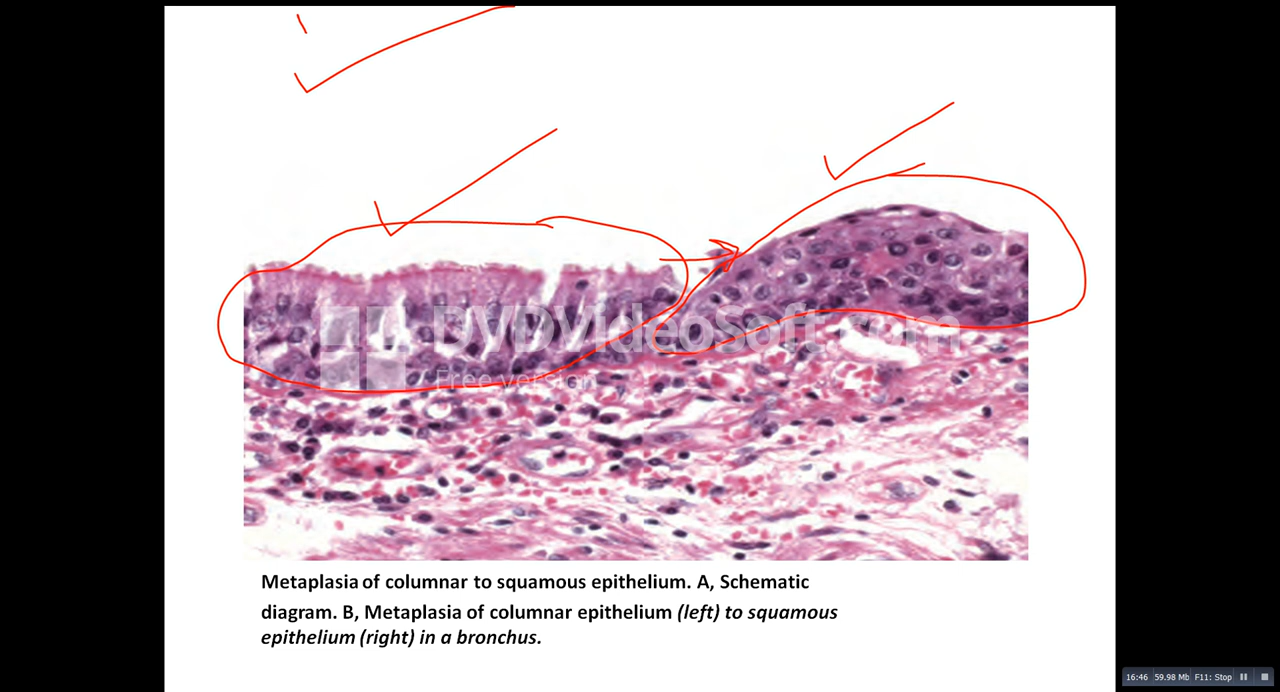 DVDVideoSoft.com
Free version
Metaplasia of columnar to squamous epithelium. A, Schematic
diagram. B, Metaplasia of columnar epithelium (left) to squamous
epithelium (right) in a bronchus.
16:46 59.98 Mb F11: Stop